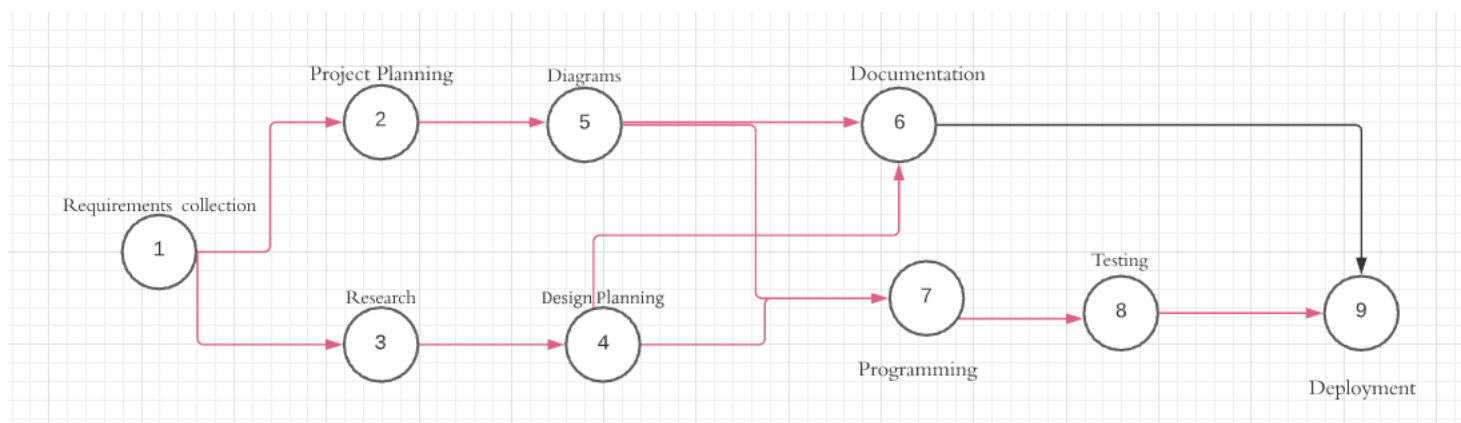 Project Planning
Diagrams
Documentation
2
5
6
Requirements collection
1
Testing
Research
Design Planning
7
8
9
3
4
Programming
Deployment